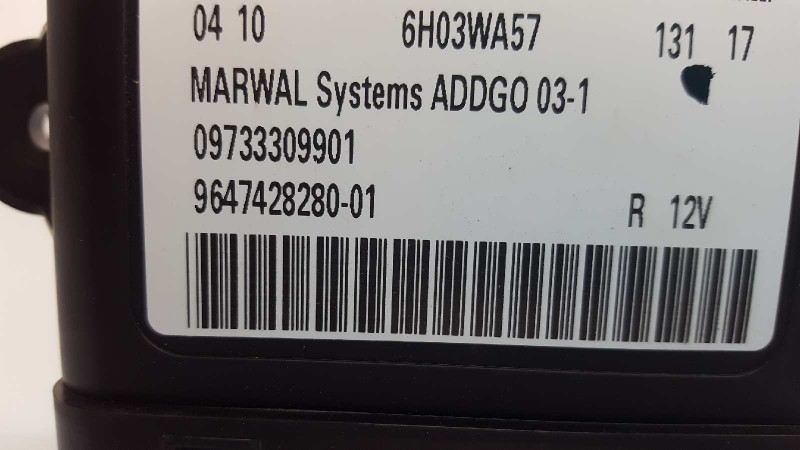 04 10 6H03WA57 131 17
MARWAL Systems ADDGO 03-1
09733309901
9647428280-01 R 12V